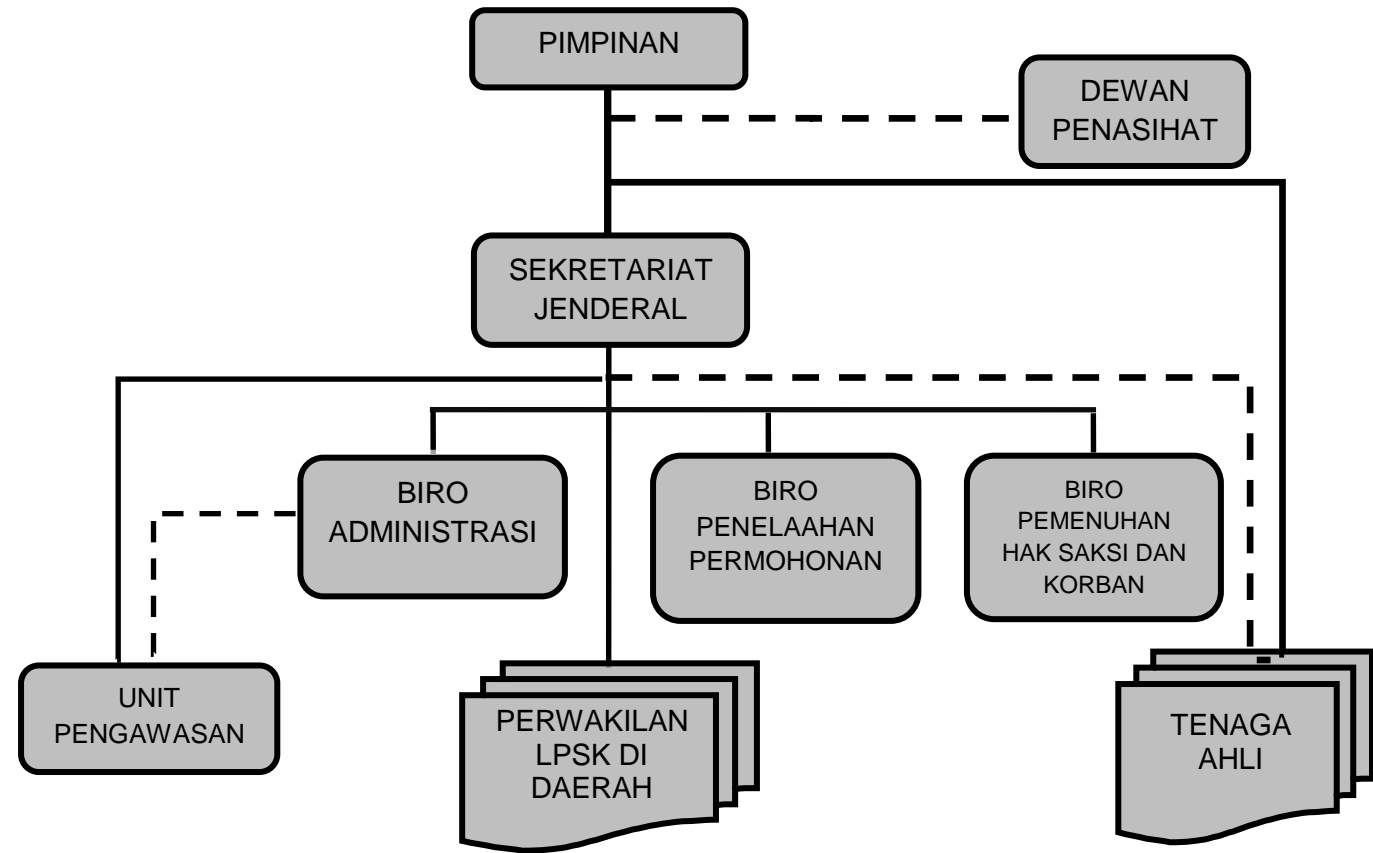 PIMPINAN
DEWAN
PENASIHAT
SEKRETARIAT
JENDERAL
BIRO
ADMINISTRASI
BIRO
PENELAAHAN
PERMOHONAN
BIRO
PEMENUHAN
HAK SAKSI DAN
KORBAN
UNIT
PENGAWASAN
PERWAKILAN
LPSK DI
DAERAH
TENAGA
AHLI